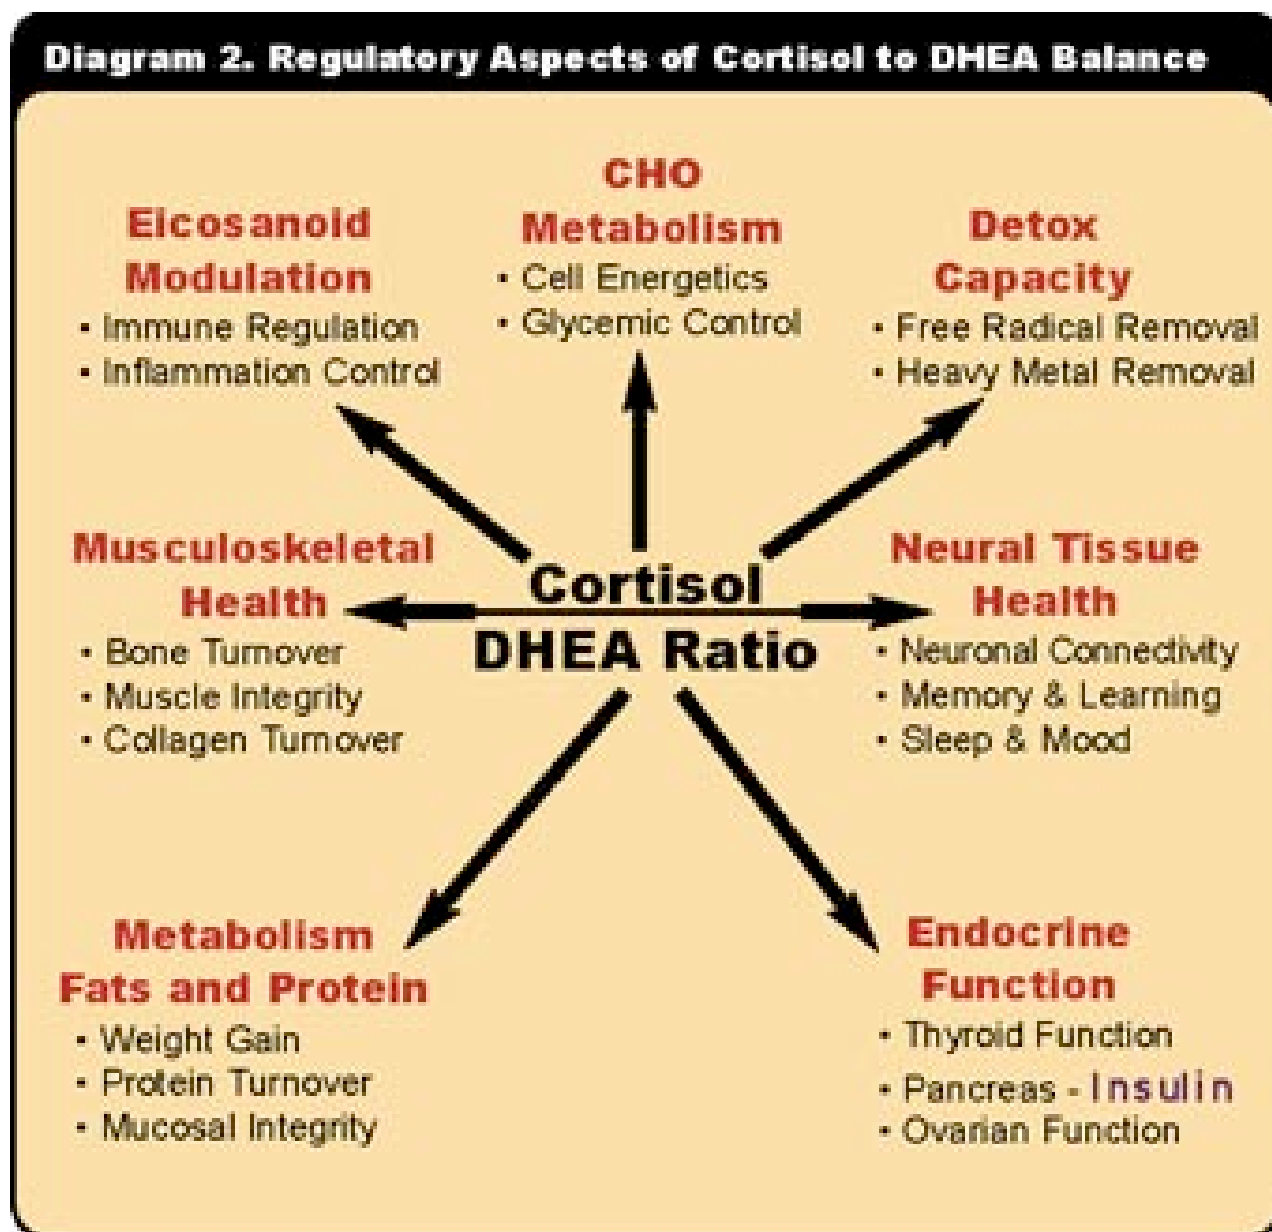 Diagram 2. Regulatory Aspects of Cortisol to DHEA Balance
Eicosanoid
Modulation
• Immune Regulation
• Inflammation Control
CHO
Metabolism
• Cell Energetics
• Glycemic Control
Detox
Capacity
• Free Radical Removal
• Heavy Metal Removal
Musculoskeletal
Health
• Bone Turnover
• Muscle Integrity
• Collagen Turnover
Cortisol
DHEA Ratio
Neural Tissue
Health
• Neuronal Connectivity
• Memory & Learning
• Sleep & Mood
Metabolism
Fats and Protein
• Weight Gain
• Protein Turnover
• Mucosal Integrity
Endocrine
Function
• Thyroid Function
• Pancreas - Insulin
• Ovarian Function